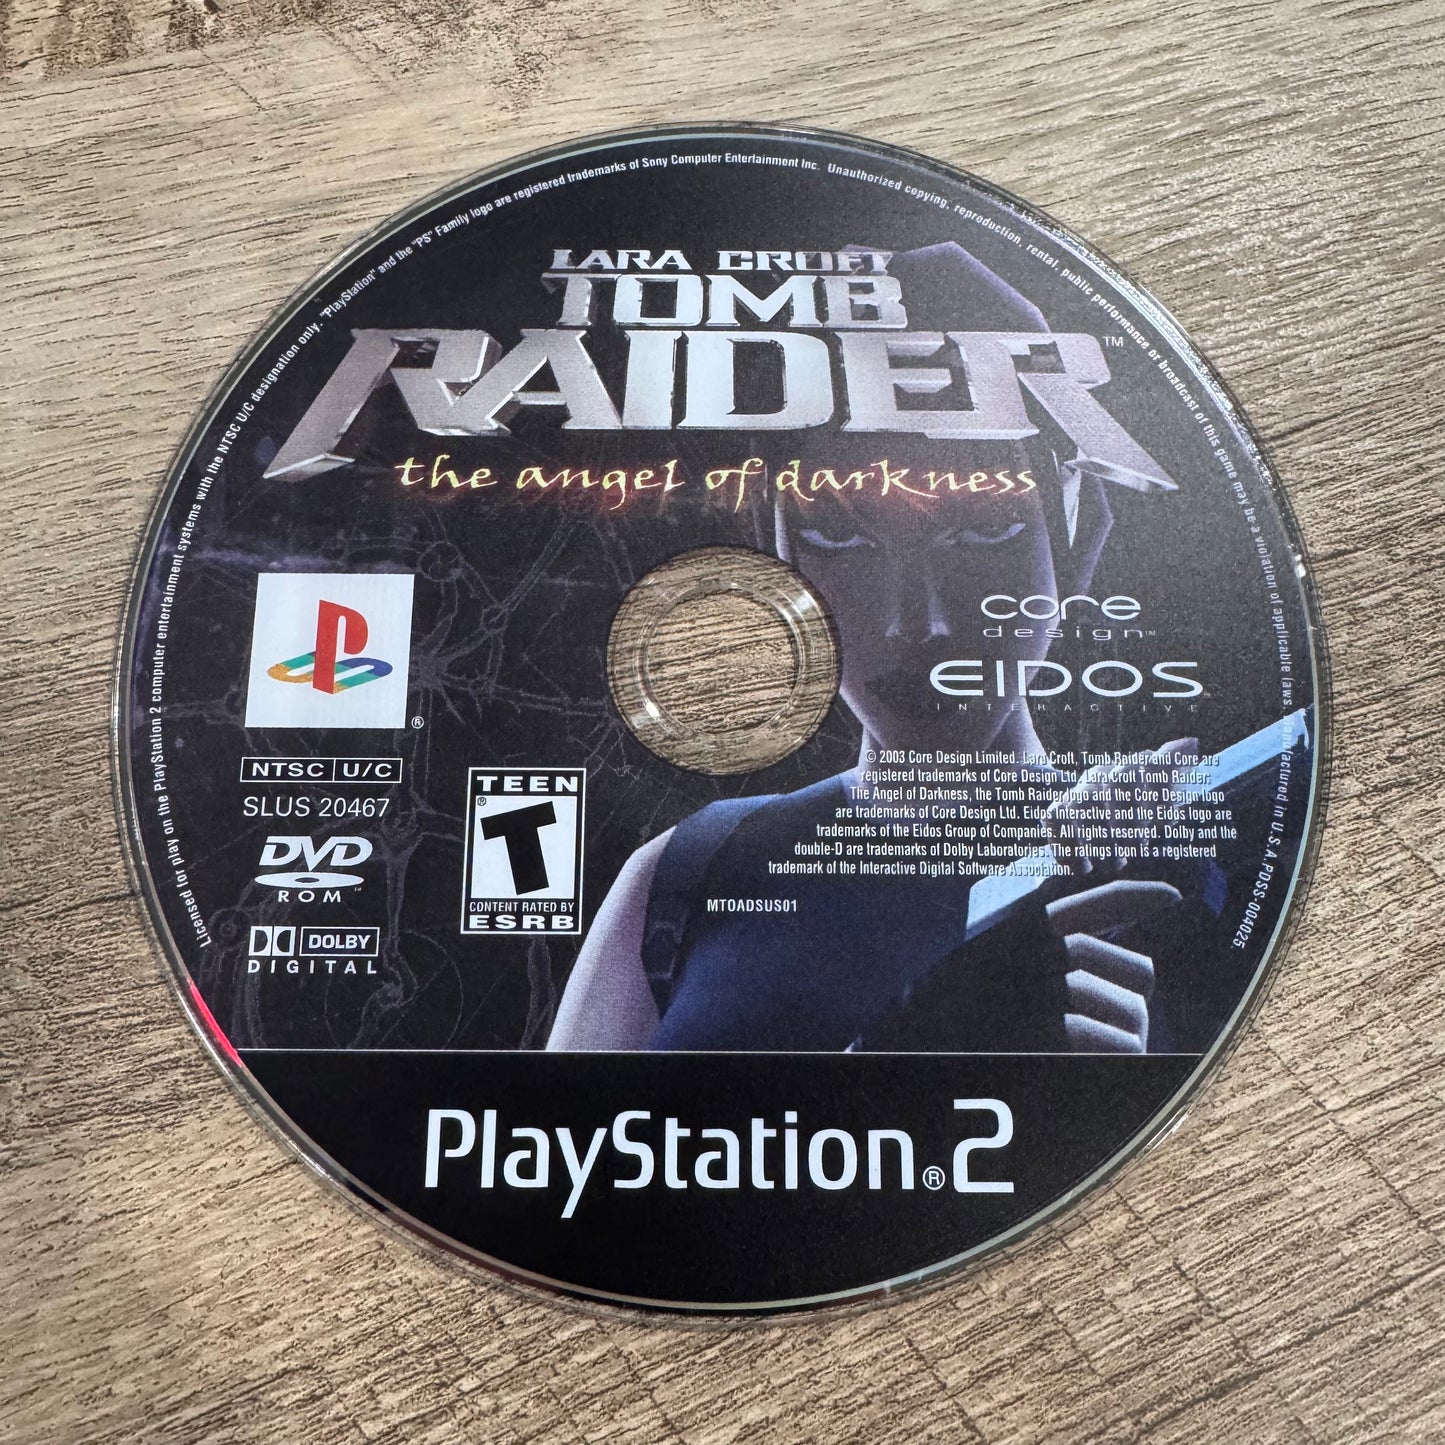 Licensed for play on the PlayStation 2 computer entertainment systems with the NTSC U/C designation only. "PlayStation" and the "PS" Family logo are registered trademarks of Sony Computer Entertainment Inc. Unauthorized copying, reproduction, rental, public performance or broadcast of this game may be a violation of applicable laws. Manufactured in U.S.A. POSS-004025.
LARA CROFT
TOMB
RAIDER™
the angel of darkness
®
NTSC U/C
SLUS 20467
DVD
ROM™
DOLBY
DIGITAL
TEEN
®
T
CONTENT RATED BY
ESRB
core
design™
EIDOS
INTERACTIVE
© 2003 Core Design Limited. Lara Croft, Tomb Raider and Core are
registered trademarks of Core Design Ltd. Lara Croft Tomb Raider:
The Angel of Darkness, the Tomb Raider logo and the Core Design logo
are trademarks of Core Design Ltd. Eidos Interactive and the Eidos logo are
trademarks of the Eidos Group of Companies. All rights reserved. Dolby and the
double-D are trademarks of Dolby Laboratories. The ratings icon is a registered
trademark of the Interactive Digital Software Association.
MTOADSUS01
PlayStation®2